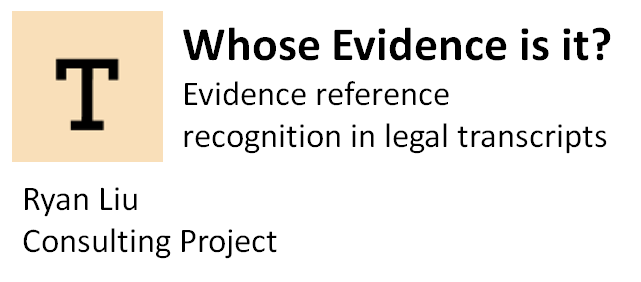 T
Whose Evidence is it?
Evidence reference
recognition in legal transcripts
Ryan Liu
Consulting Project